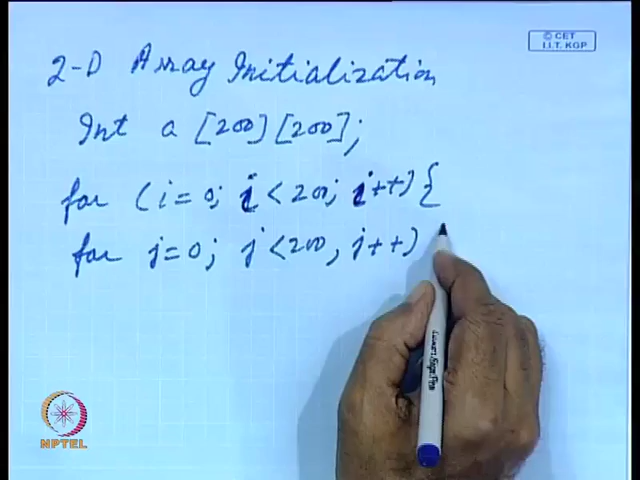 © CET
I.I.T. KGP
2-D Array Initialization
Int a [200][200];
for (i=0; i<200; i++) {
for j=0; j<200, j++)
NPTEL